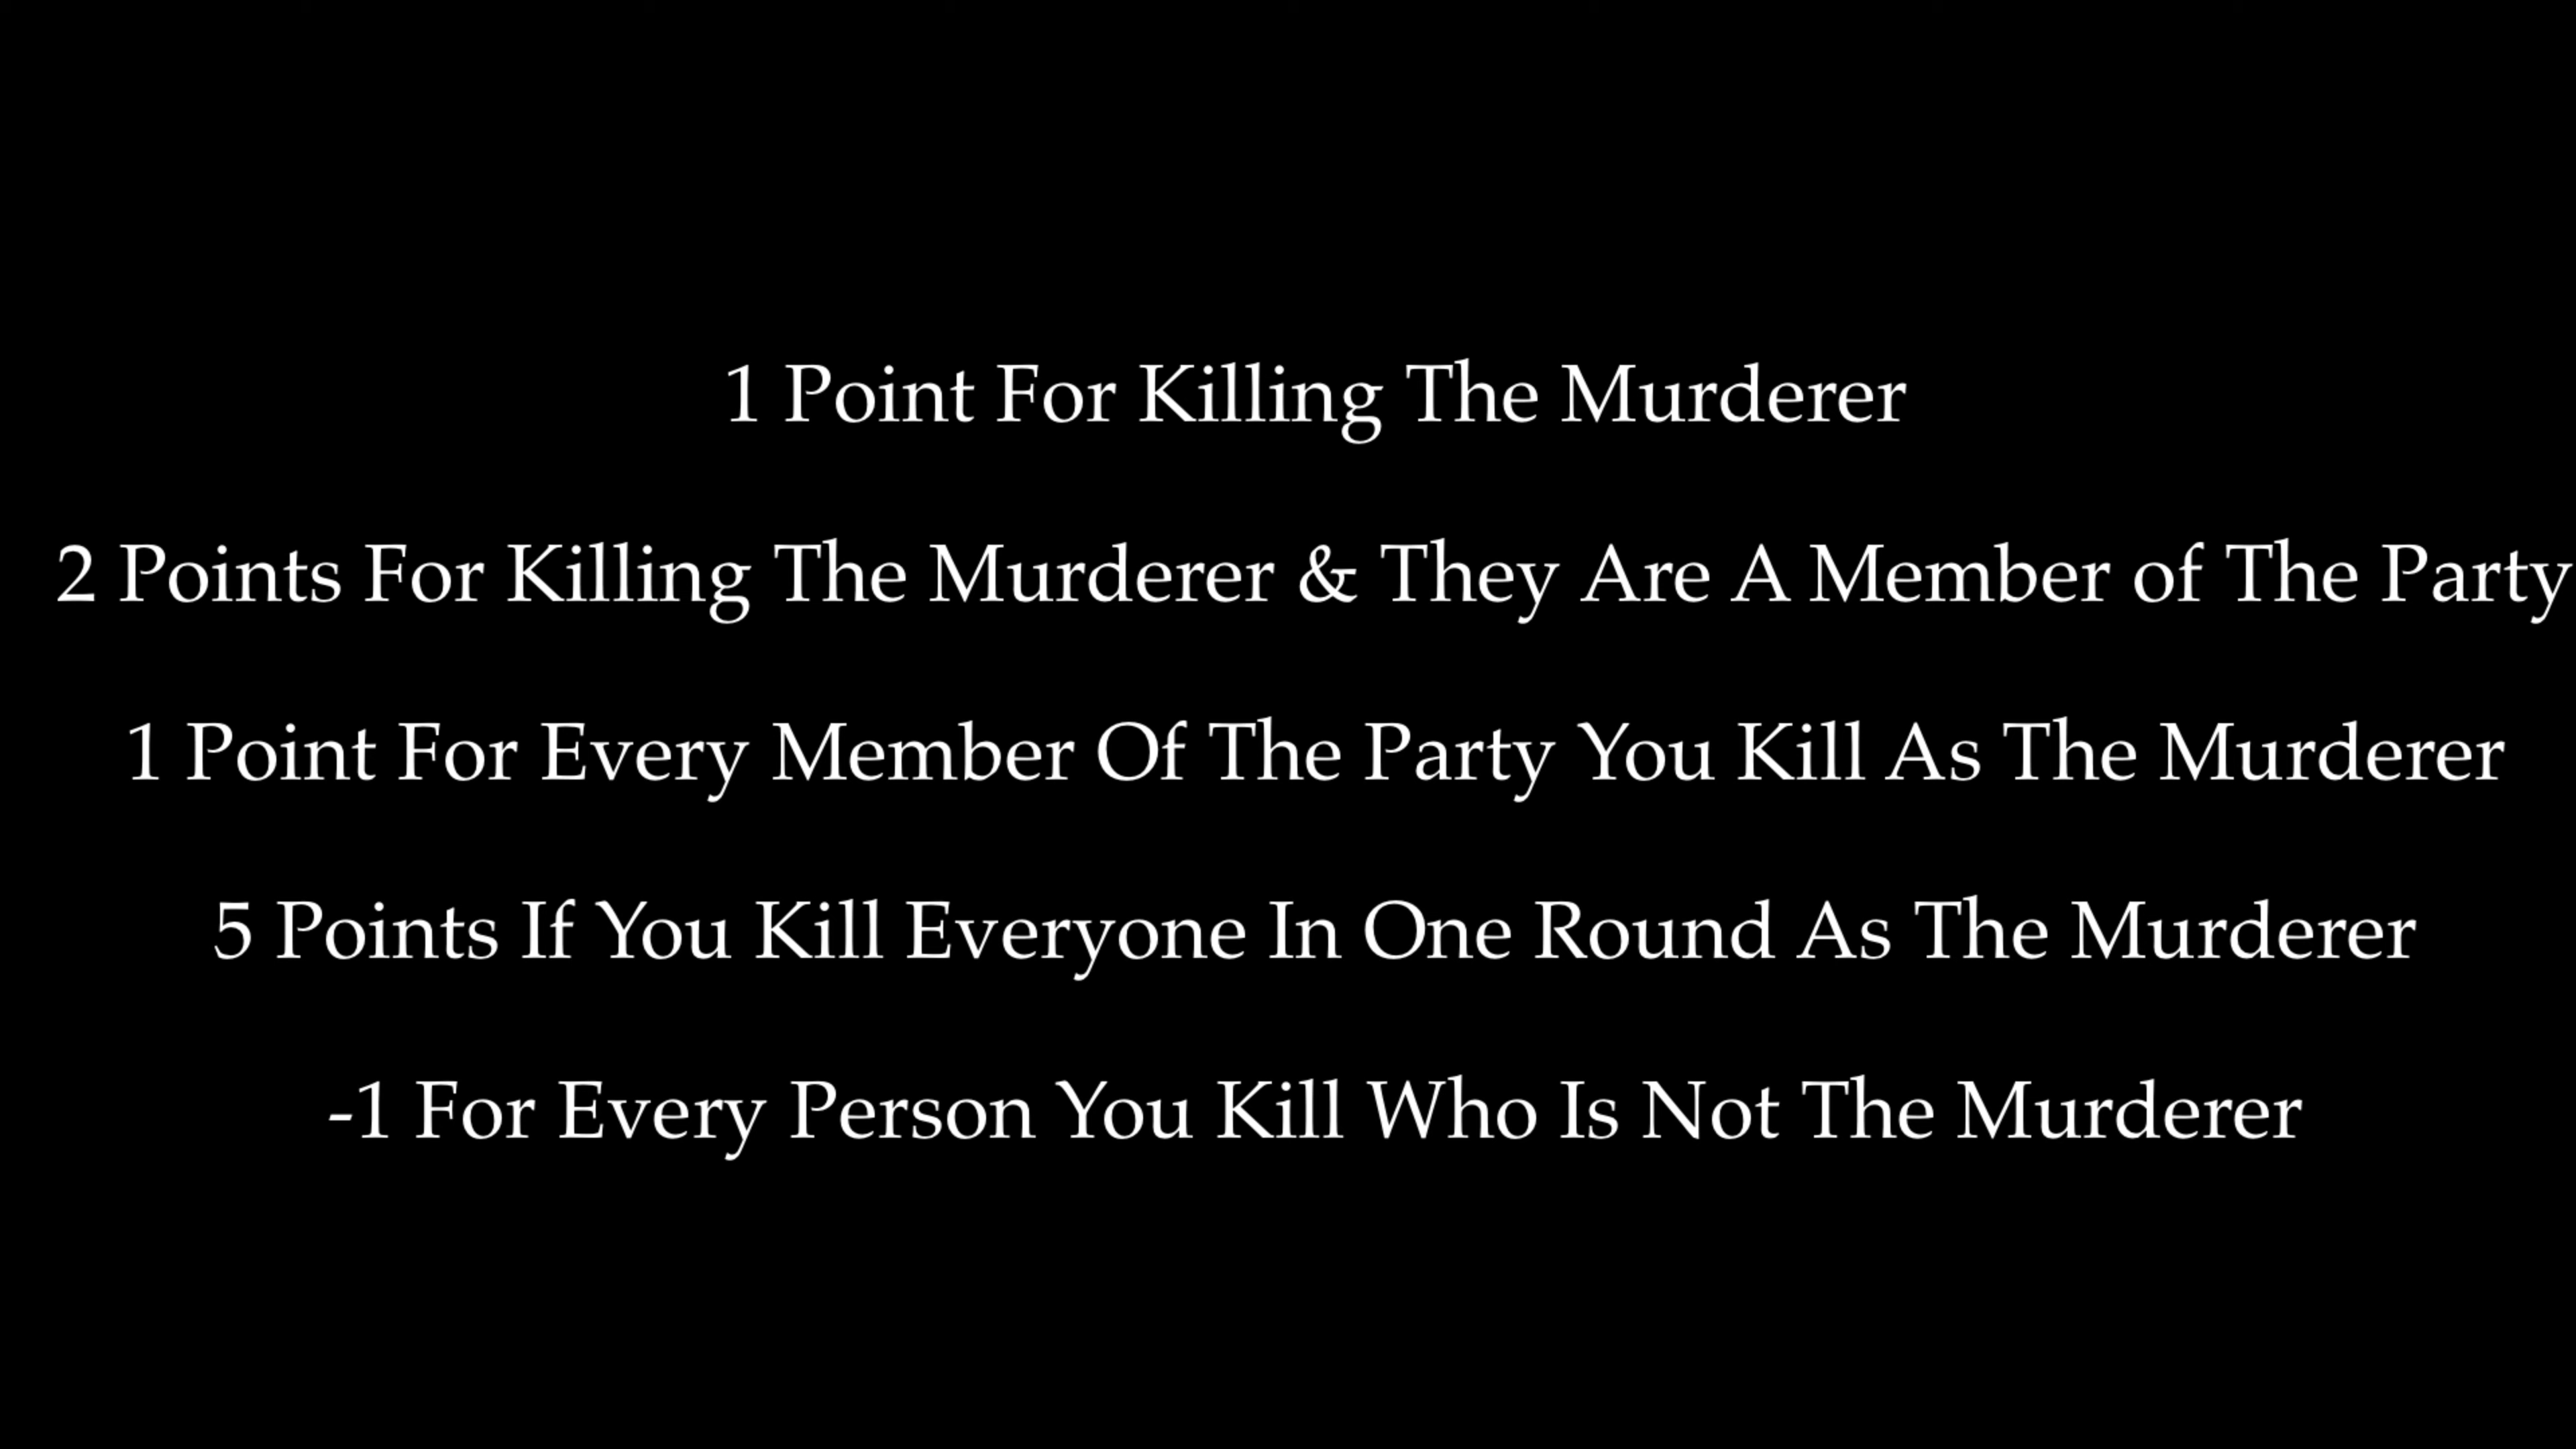 1 Point For Killing The Murderer
2 Points For Killing The Murderer & They Are A Member of The Party
1 Point For Every Member Of The Party You Kill As The Murderer
5 Points If You Kill Everyone In One Round As The Murderer
-1 For Every Person You Kill Who Is Not The Murderer